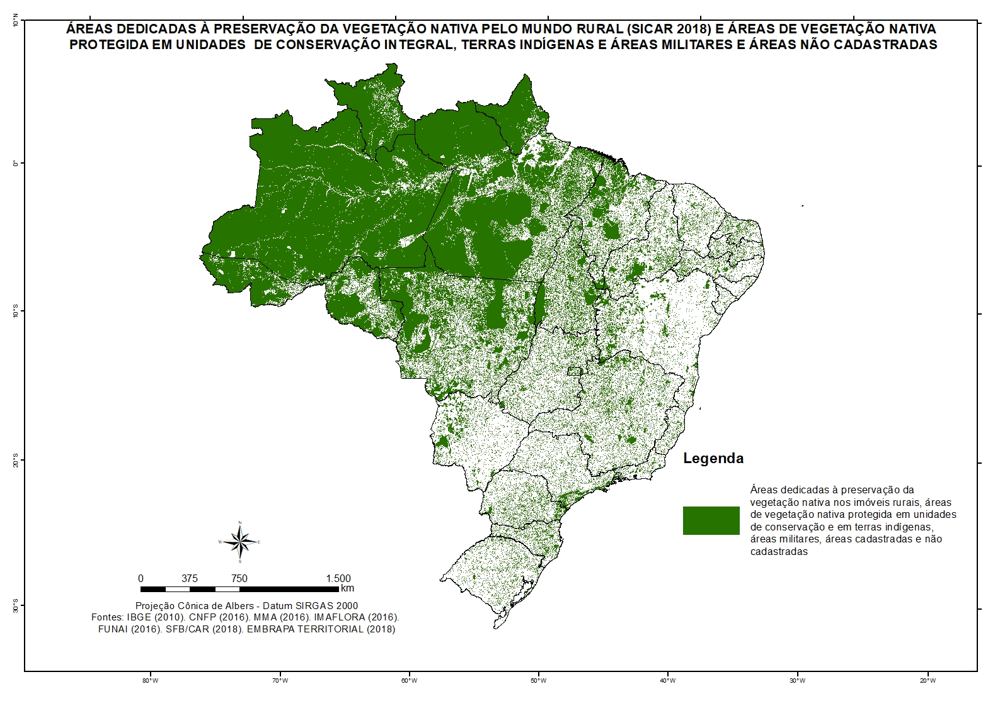 ÁREAS DEDICADAS À PRESERVAÇÃO DA VEGETAÇÃO NATIVA PELO MUNDO RURAL (SICAR 2018) E ÁREAS DE VEGETAÇÃO NATIVA
PROTEGIDA EM UNIDADES DE CONSERVAÇÃO INTEGRAL, TERRAS INDÍGENAS E ÁREAS MILITARES E ÁREAS NÃO CADASTRADAS
10°N
0°
10°S
20°S
30°S
Legenda
Áreas dedicadas à preservação da
vegetação nativa nos imóveis rurais, áreas
de vegetação nativa protegida em unidades
de conservação e em terras indígenas,
áreas militares, áreas cadastradas e não
cadastradas
N
W E
S
0 375 750 1.500
km
Projeção Cônica de Albers - Datum SIRGAS 2000
Fontes: IBGE (2010). CNFP (2016). MMA (2016). IMAFLORA (2016).
FUNAI (2016). SFB/CAR (2018). EMBRAPA TERRITORIAL (2018)
80°W 70°W 60°W 50°W 40°W 30°W 20°W